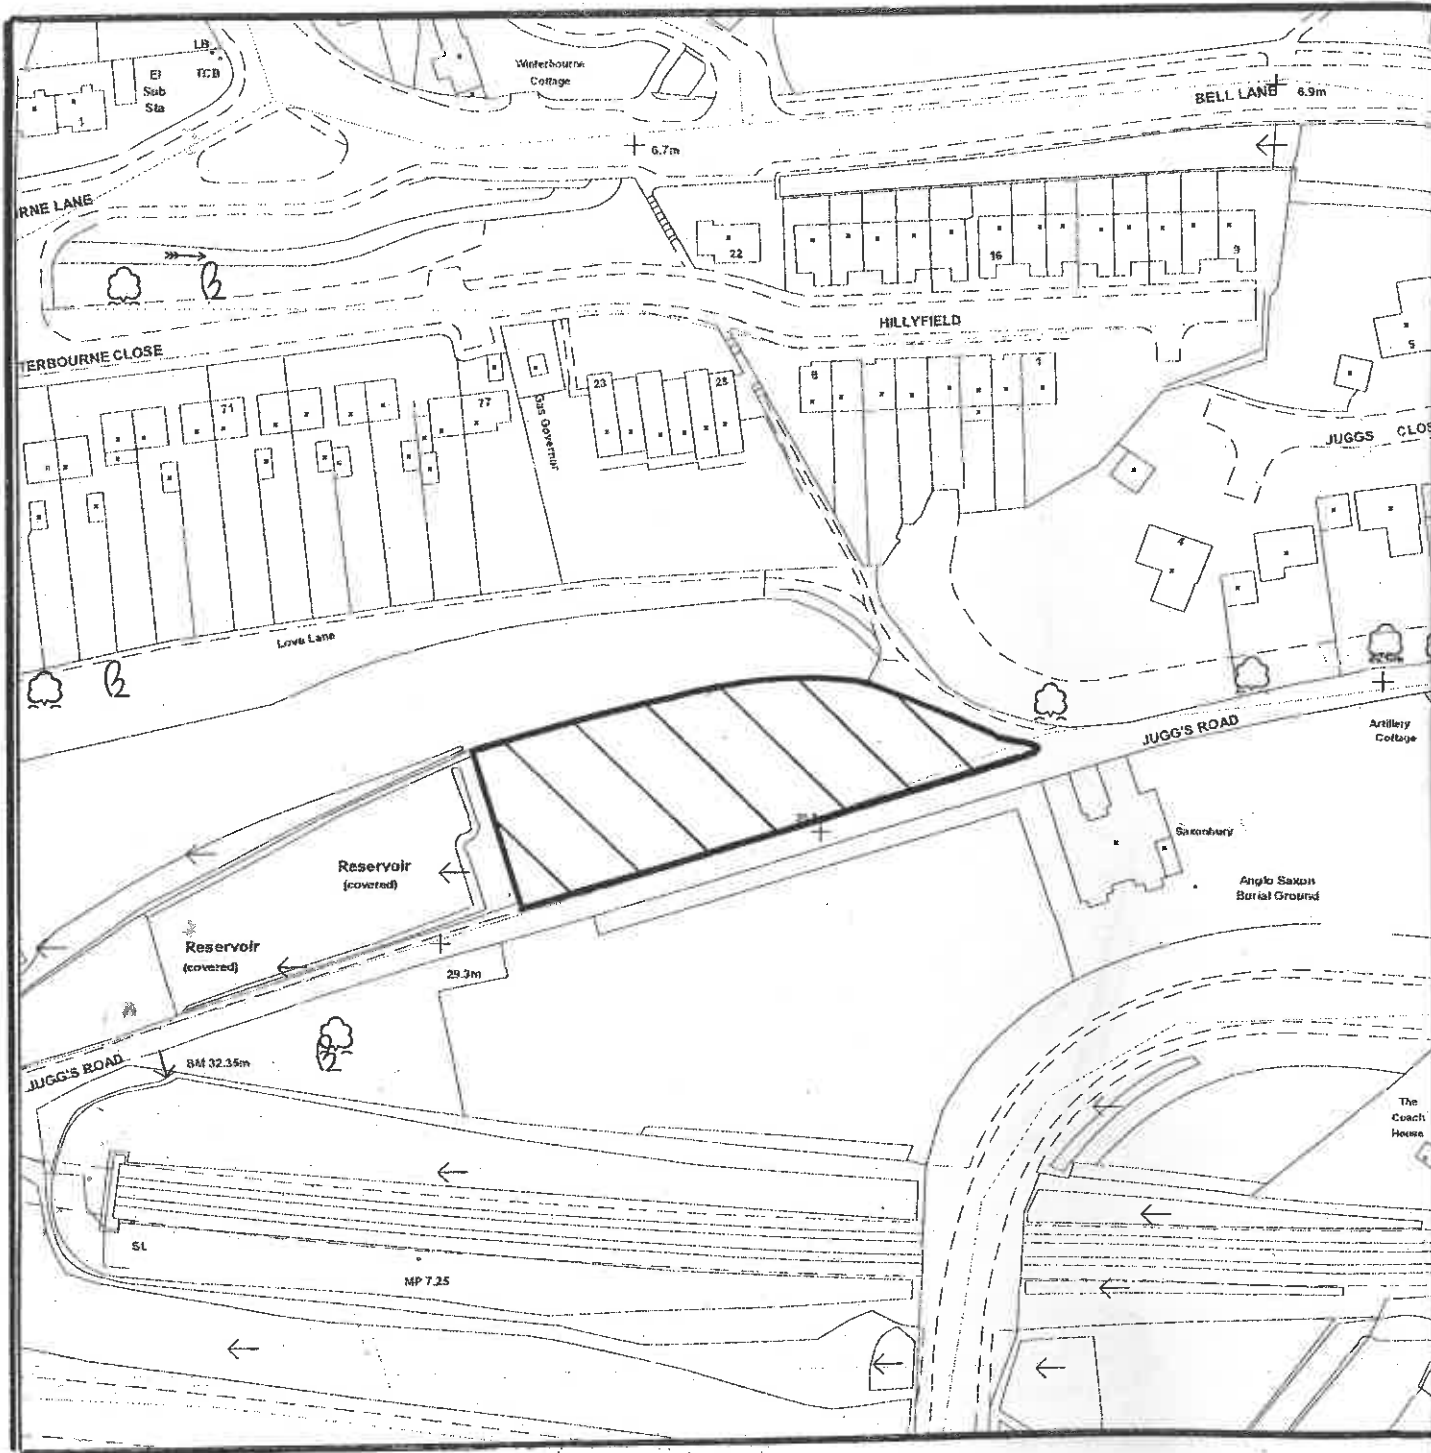 LB
TCB
El
Sub
Sta
1
Winterbourne
Cottage
BELL LANE
6.9m
6.7m
RNE LANE
22
16
9
HILLYFIELD
5
TERBOURNE CLOSE
71
77
Gas Governor
23
28
8
1
JUGGS CLOS
4
Love Lane
JUGG'S ROAD
Artillery
Cottage
Saxonbury
Reservoir
(covered)
Anglo Saxon
Burial Ground
Reservoir
(covered)
29.3m
JUGG'S ROAD
BM 32.35m
The
Coach
House
SL
MP 7.25